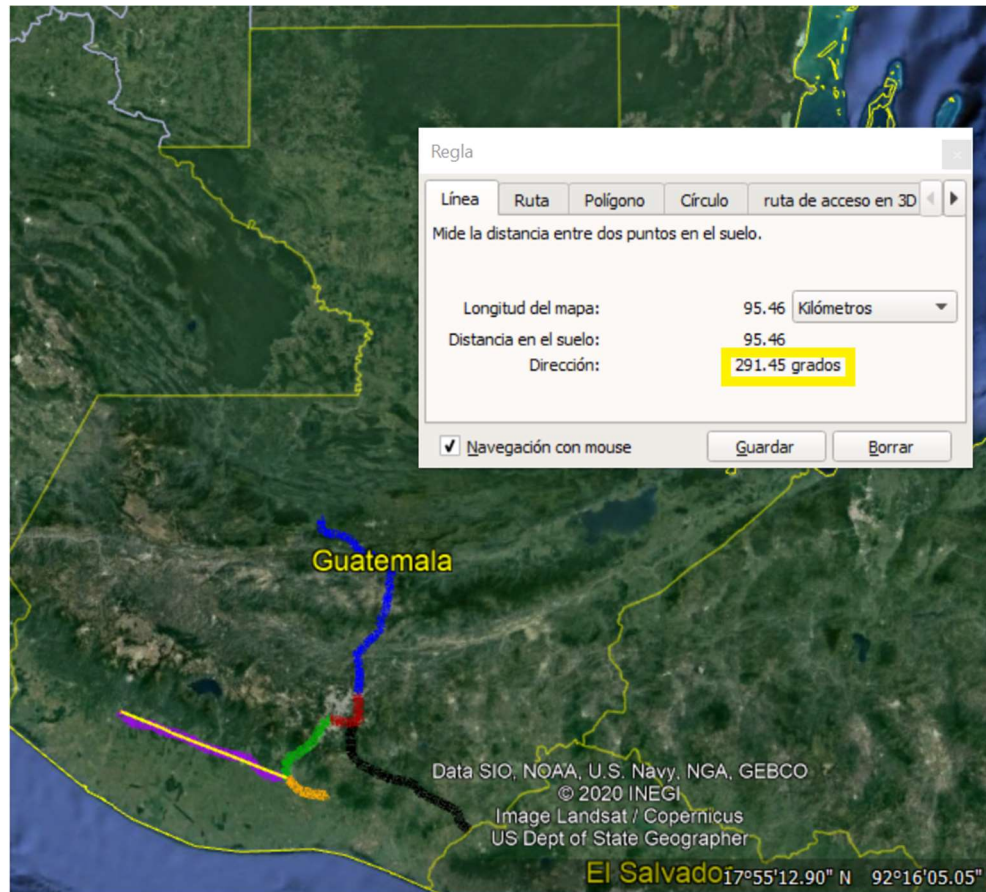 Regla
Línea Ruta Polígono Círculo ruta de acceso en 3D
Mide la distancia entre dos puntos en el suelo.
Longitud del mapa: 95.46 Kilómetros
Distancia en el suelo: 95.46
Dirección: 291.45 grados
Navegación con mouse Guardar Borrar
Guatemala
Data SIO, NOAA, U.S. Navy, NGA, GEBCO
© 2020 INEGI
Image Landsat / Copernicus
US Dept of State Geographer
El Salvador
17°55'12.90" N 92°16'05.05"